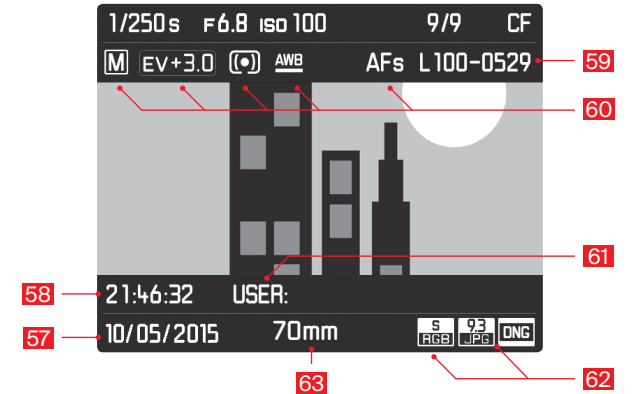 1/250 s F6.8 ISO 100 9/9 CF
M EV+3.0 AWB AFs L100-0529 59
60
61
58 21:46:32 USER:
57 10/05/2015 70mm S RGB 9.3 JPG DNG 62
63